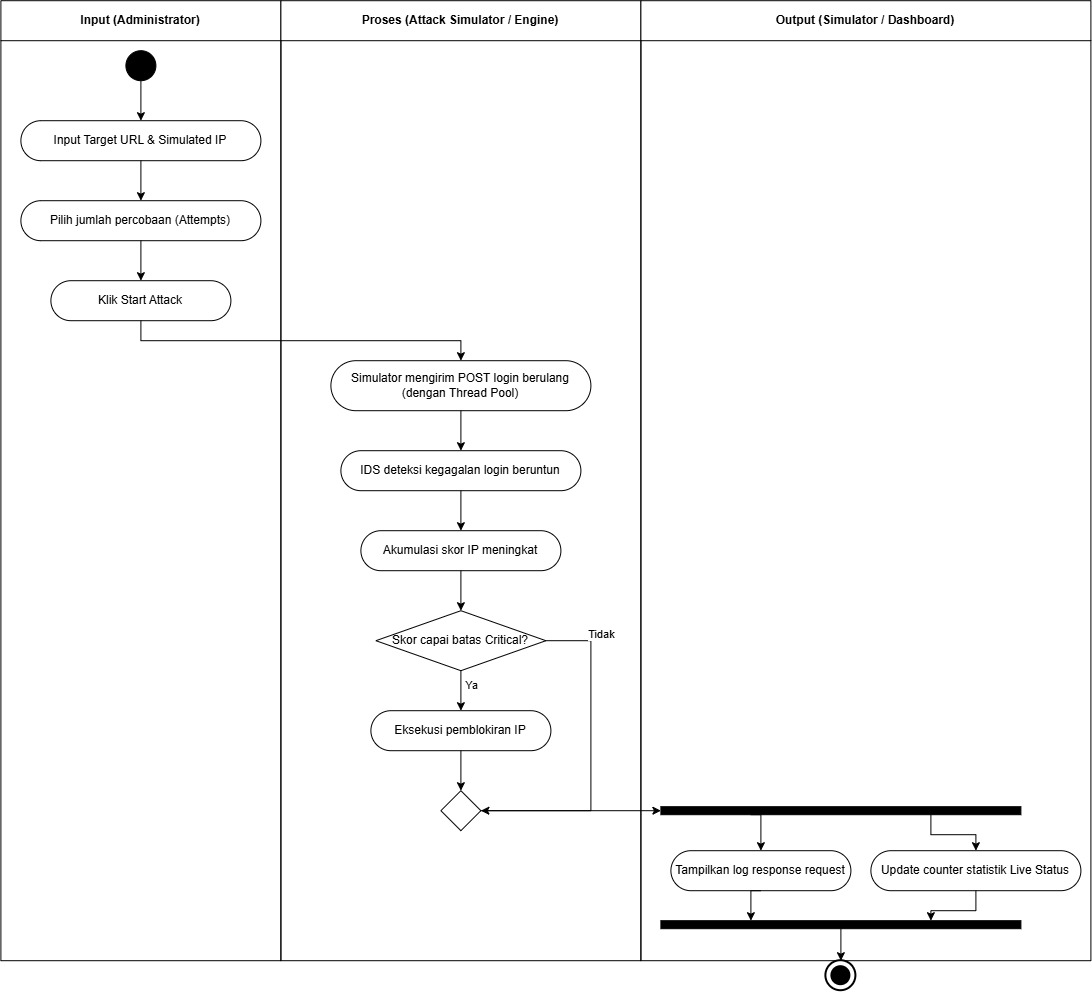 Input (Administrator)
Proses (Attack Simulator / Engine)
Output (Simulator / Dashboard)
Input Target URL & Simulated IP
Pilih jumlah percobaan (Attempts)
Klik Start Attack
Simulator mengirim POST login berulang
(dengan Thread Pool)
IDS deteksi kegagalan login beruntun
Akumulasi skor IP meningkat
Skor capai batas Critical?
Tidak
Ya
Eksekusi pemblokiran IP
Tampilkan log response request
Update counter statistik Live Status